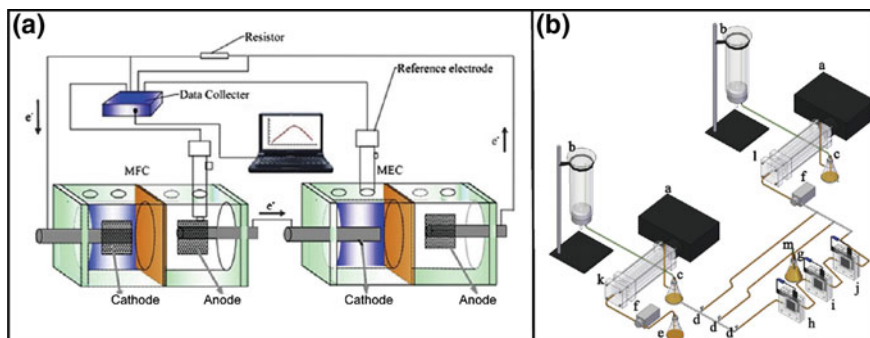 (a)
Resistor
Reference electrode
Data Collecter
e-
e-
MFC
MEC
e-
Cathode
Anode
Cathode
Anode
(b)
b
a
l
c
f
b
a
m
g
j
k
c
i
f
d
d
d
h
e